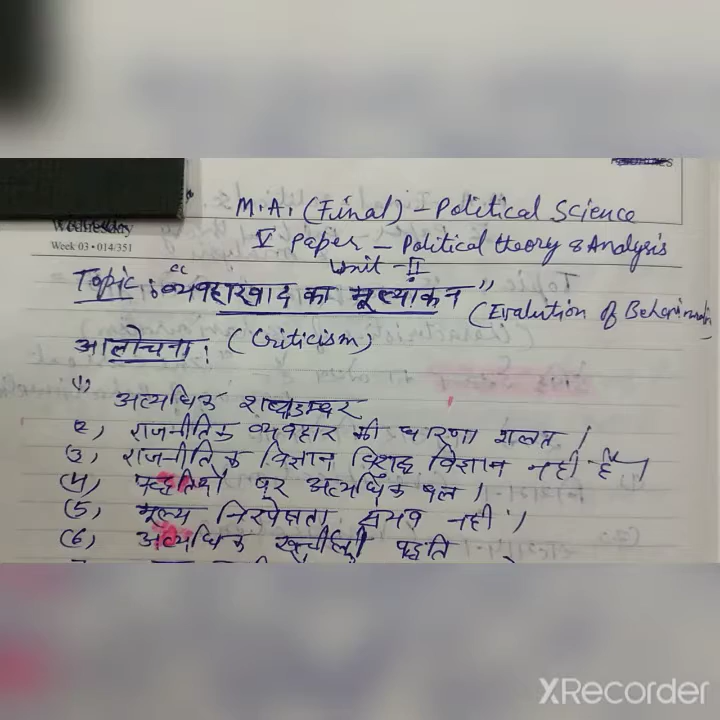 Wednesday
Week 03 • 014/351
M.A. (Final) - Political Science
V Paper - Political theory & Analysis
Unit - II
Topic : "व्यवहारवाद का मूल्यांकन" (Evalution of
आलोचना : (Criticism)
1) अत्यधिक शब्दाडम्बर
2) राजनीतिक व्यवहार की धारणा गलत ।
3) राजनीतिक विज्ञान विशुद्ध विज्ञान नहीं है ।
(4) पद्धतियों पर अत्यधिक बल ।
(5) मूल्य निरपेक्षता संभव नहीं ।
(6) अत्यधिक खर्चीली पद्धति
XRecorder